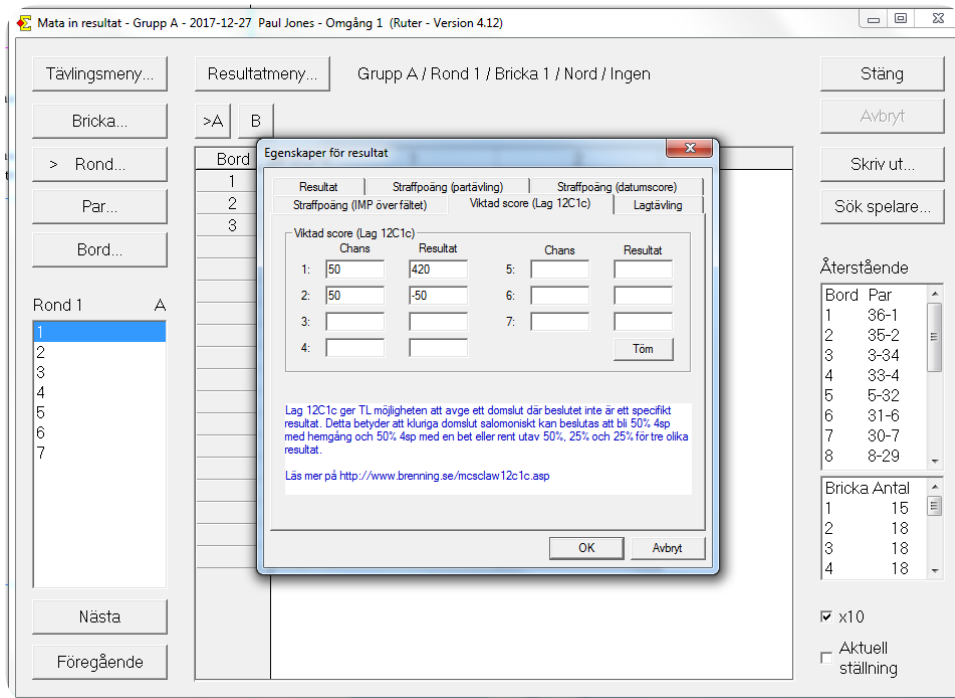 Mata in resultat - Grupp A - 2017-12-27 Paul Jones - Omgång 1 (Ruter - Version 4.12)
Tävlingsmeny...
Resultatmeny...
Grupp A / Rond 1 / Bricka 1 / Nord / Ingen
Stäng
Bricka...
>A
B
Avbryt
> Rond...
Par...
Bord...
Skriv ut...
Sök spelare...
Bord
1
2
3
Rond 1 A
1
2
3
4
5
6
7
Nästa
Föregående
Egenskaper för resultat
Resultat
Straffpoäng (partävling)
Straffpoäng (datumscore)
Straffpoäng (IMP över fältet)
Viktad score (Lag 12C1c)
Lagtävling
Viktad score (Lag 12C1c)
Chans Resultat Chans Resultat
1: 50 420 5:
2: 50 -50 6:
3: 7:
4: Töm
Lag 12C1c ger TL möjligheten att avge ett domslut där beslutet inte är ett specifikt
resultat. Detta betyder att kluriga domslut salomoniskt kan beslutas att bli 50% 4sp
med hemgång och 50% 4sp med en bet eller rent utav 50%, 25% och 25% för tre olika
resultat.
Läs mer på http://www.brenning.se/mcsclaw12c1c.asp
OK
Avbryt
Återstående
Bord Par
1 36-1
2 35-2
3 3-34
4 33-4
5 5-32
6 31-6
7 30-7
8 8-29
Bricka Antal
1 15
2 18
3 18
4 18
x10
Aktuell
ställning